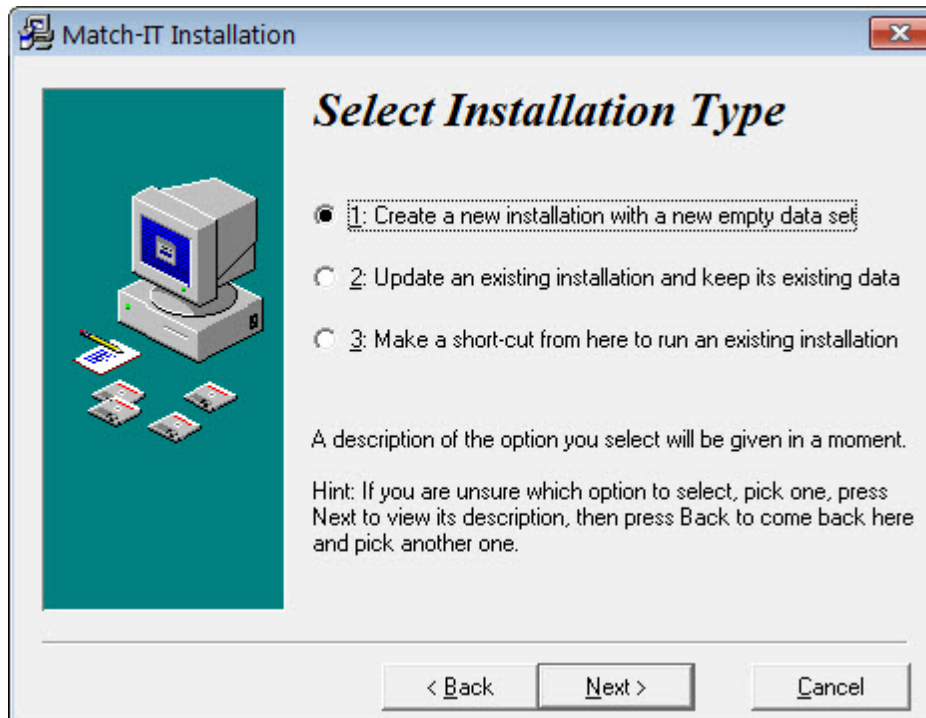 Match-IT Installation
Select Installation Type
1: Create a new installation with a new empty data set
2: Update an existing installation and keep its existing data
3: Make a short-cut from here to run an existing installation
A description of the option you select will be given in a moment.
Hint: If you are unsure which option to select, pick one, press
Next to view its description, then press Back to come back here
and pick another one.
< Back
Next >
Cancel